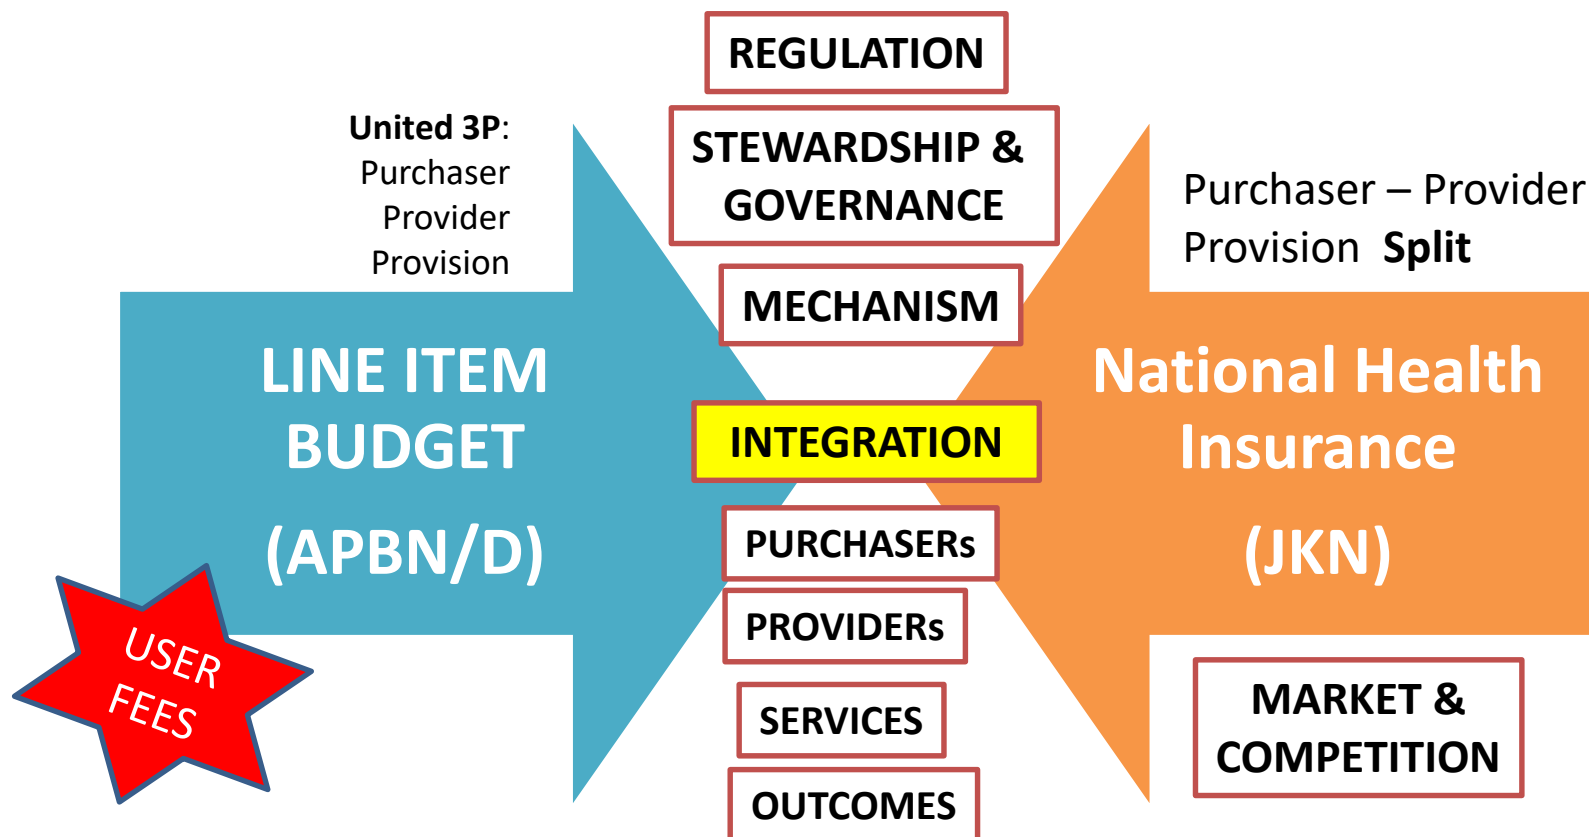 REGULATION
United 3P:
Purchaser
Provider
Provision
STEWARDSHIP &
GOVERNANCE
Purchaser – Provider
Provision Split
MECHANISM
LINE ITEM
BUDGET
(APBN/D)
INTEGRATION
National Health
Insurance
(JKN)
PURCHASERs
PROVIDERs
SERVICES
OUTCOMES
USER
FEES
MARKET &
COMPETITION